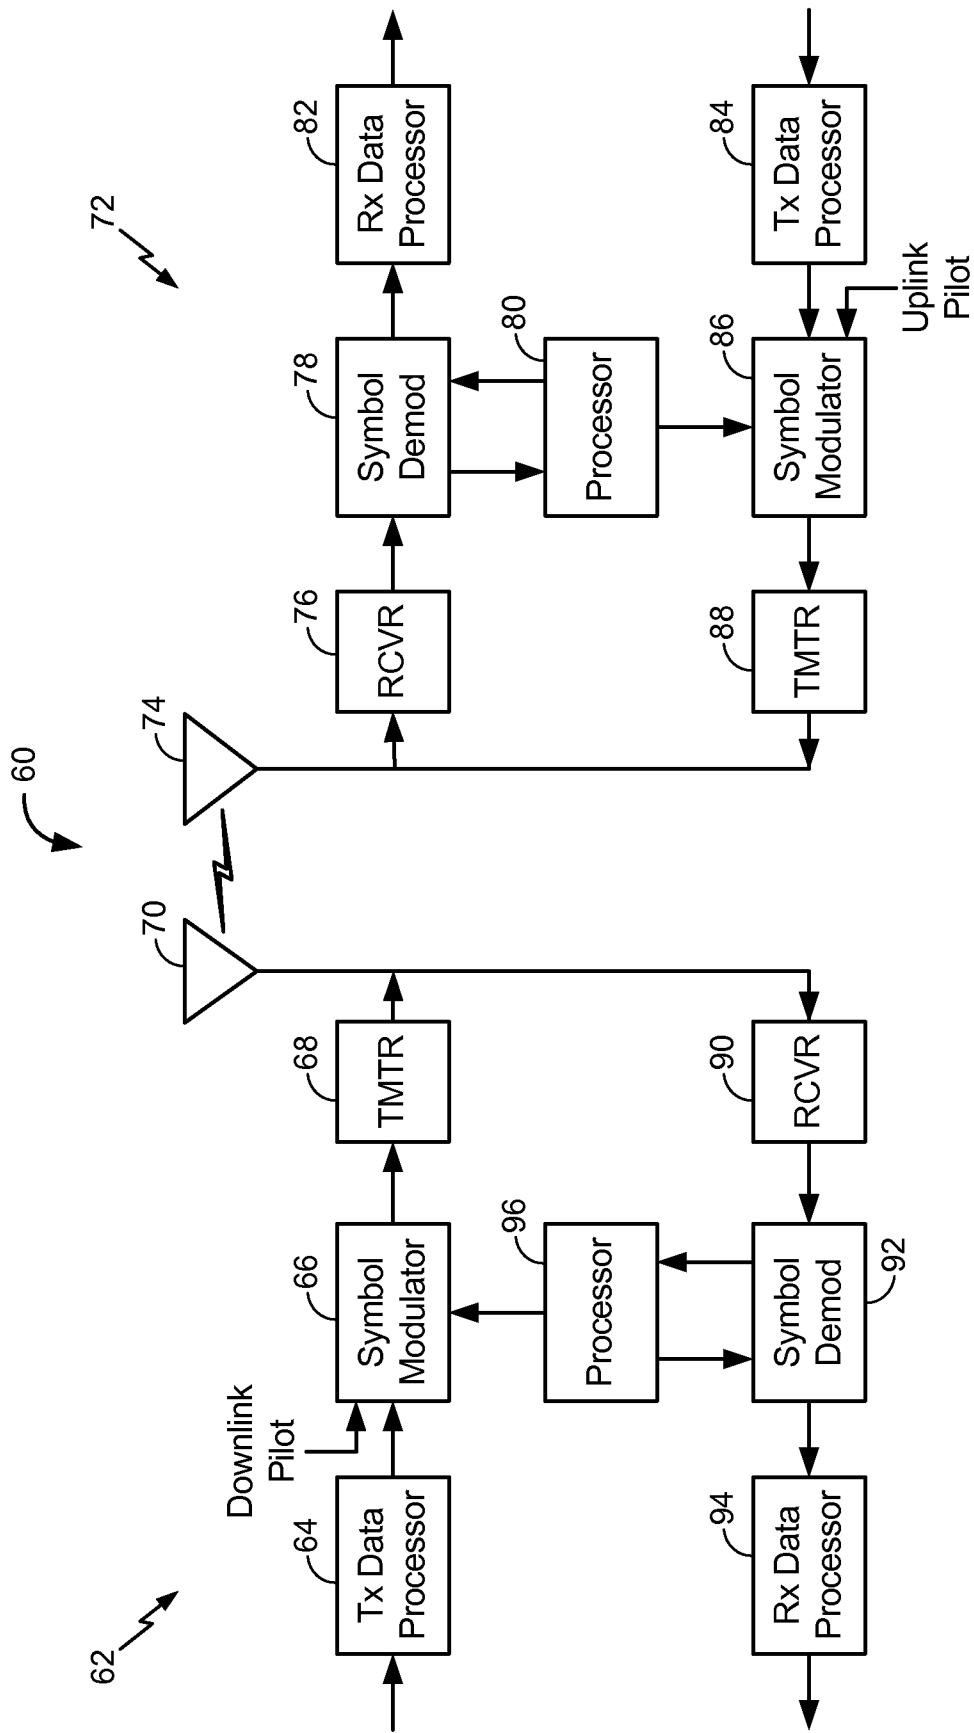 60
62
72
70
74
Downlink
Pilot
64
Tx Data
Processor
66
Symbol
Modulator
68
TMTR
76
RCVR
78
Symbol
Demod
82
Rx Data
Processor
96
Processor
80
Processor
94
Rx Data
Processor
Symbol
Demod
92
90
RCVR
88
TMTR
86
Symbol
Modulator
84
Tx Data
Processor
Uplink
Pilot